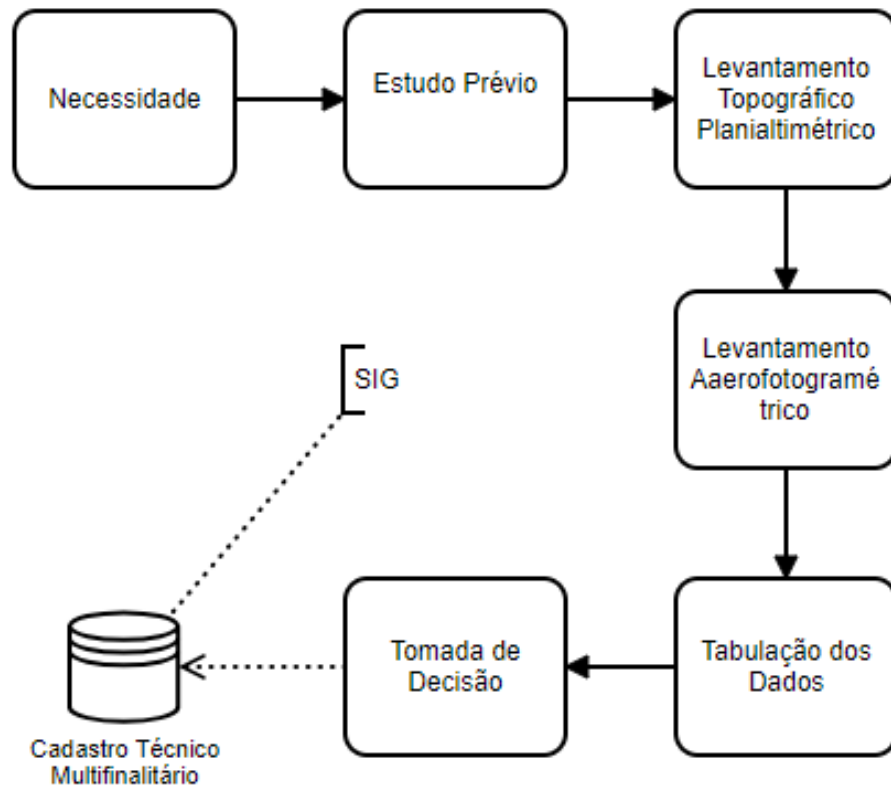 Necessidade
Estudo Prévio
Levantamento
Topográfico
Planialtimétrico
Levantamento
Aaerofotogramé
trico
SIG
Tabulação dos
Dados
Tomada de
Decisão
Cadastro Técnico
Multifinalitário